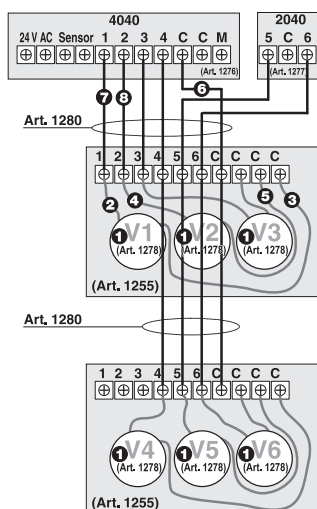 4040
2040
24 V AC Sensor 1 2 3 4 C C M
5 C 6
(Art. 1276)
(Art. 1277)
6
7 8
Art. 1280
1 2 3 4 5 6 C C C C
2 4 5 3
1 V1 1 V2 1 V3
(Art. 1278) (Art. 1278) (Art. 1278)
(Art. 1255)
Art. 1280
1 2 3 4 5 6 C C C C
1 V4 1 V5 1 V6
(Art. 1278) (Art. 1278) (Art. 1278)
(Art. 1255)